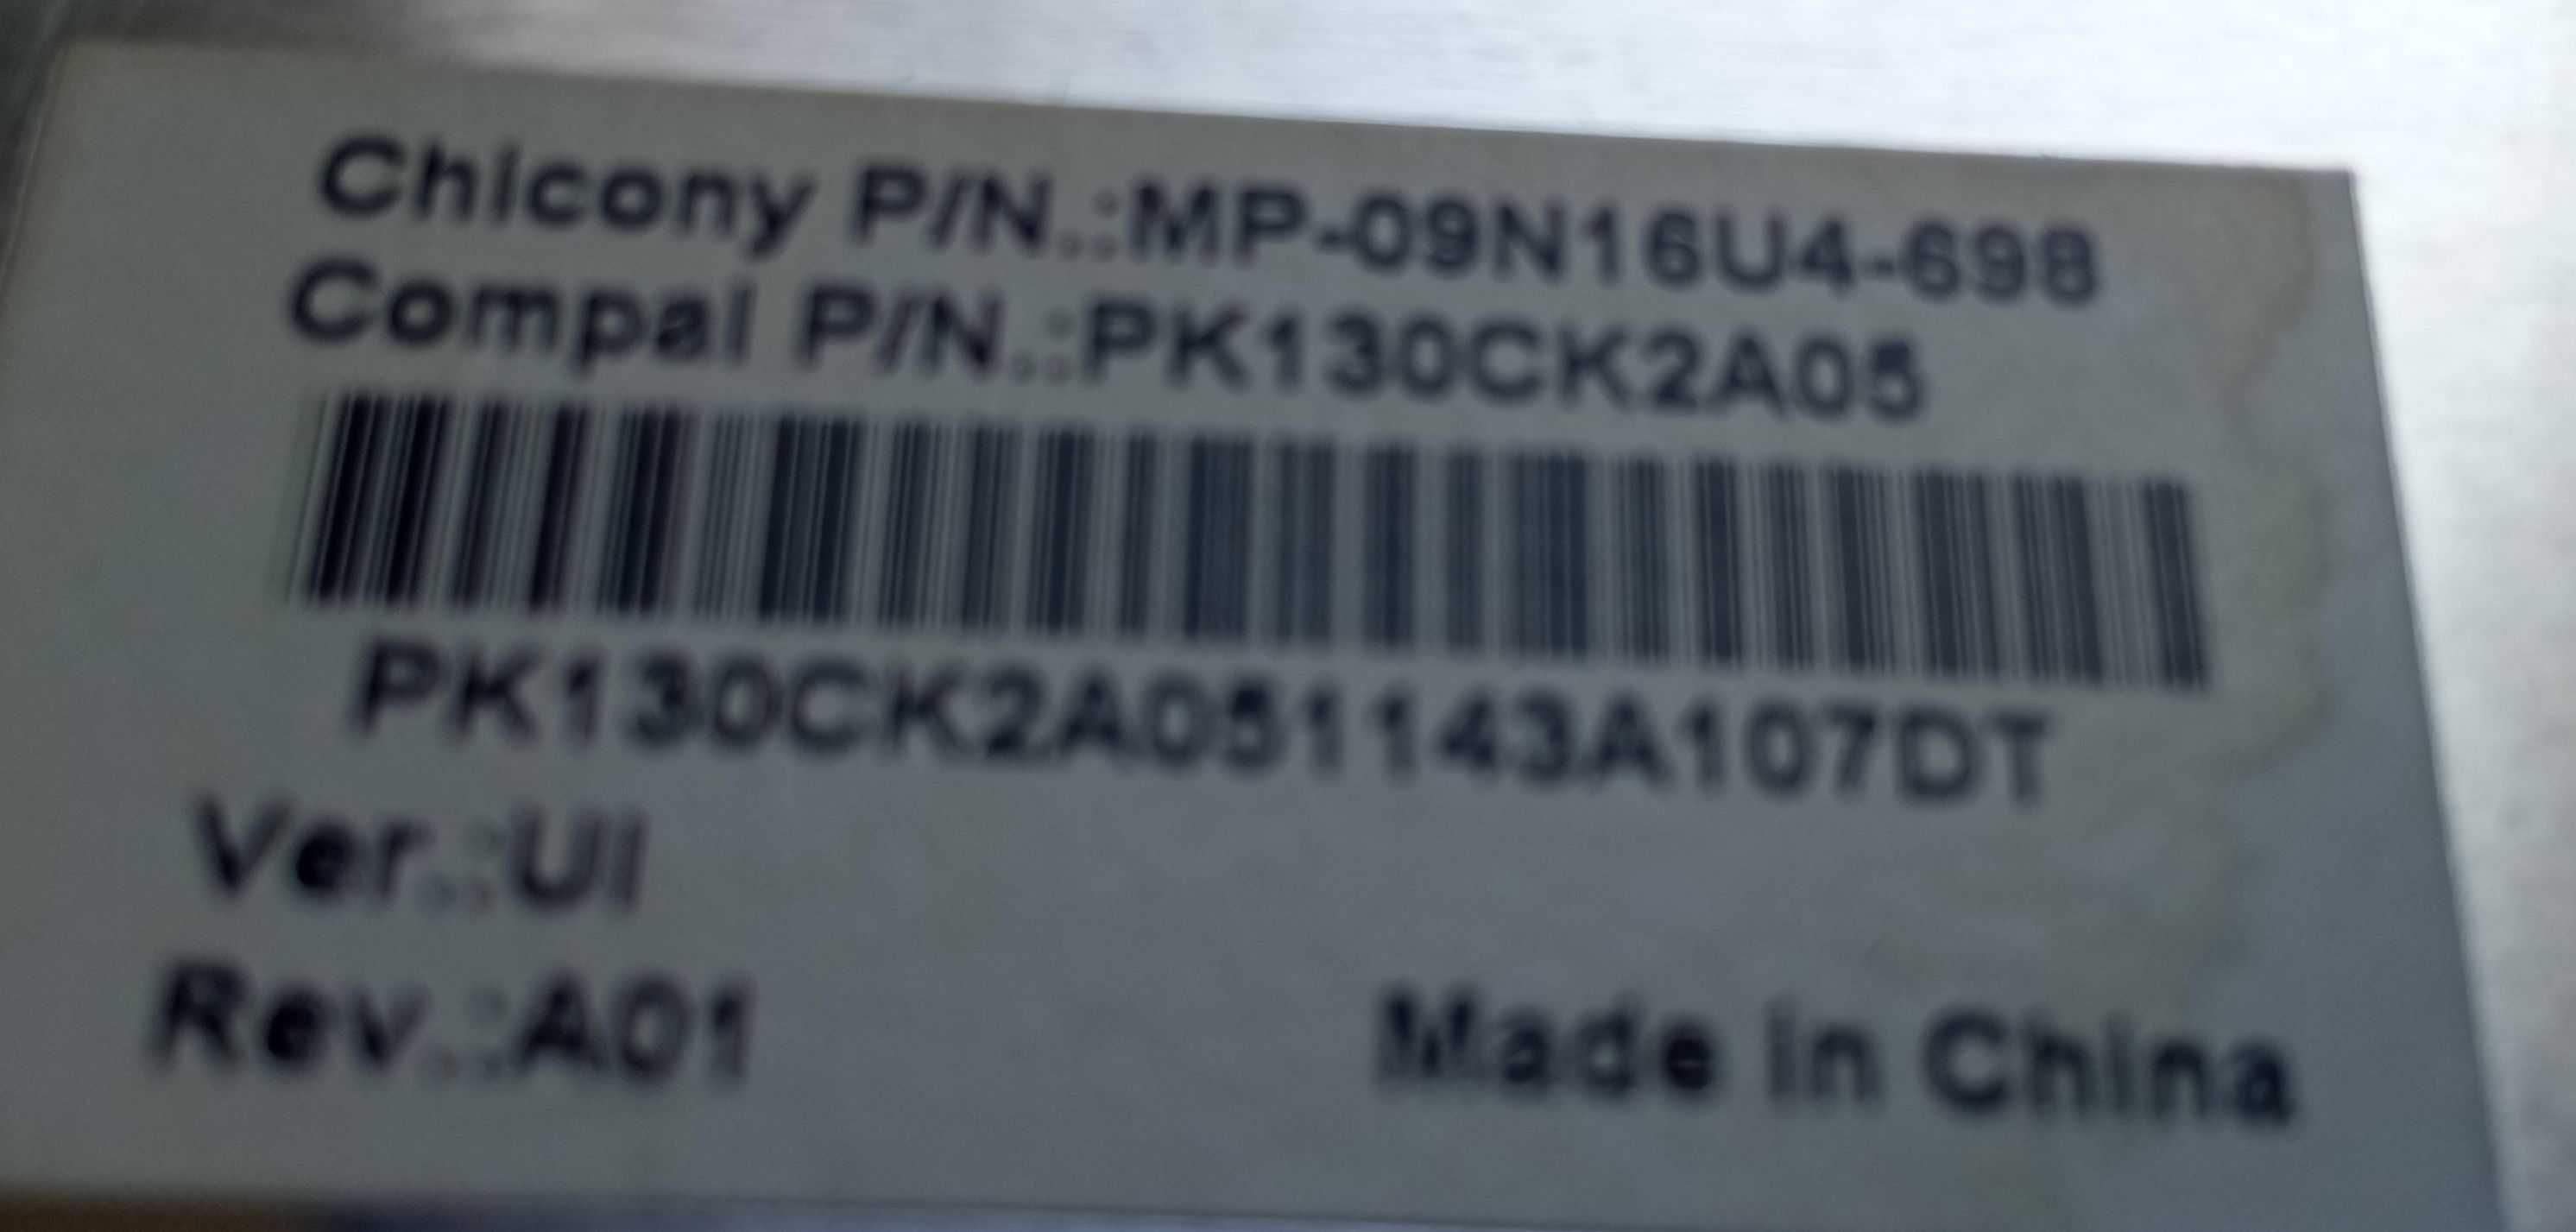 Chicony P/N.:MP-09N16U4-698
Compal P/N.:PK130CK2A05
PK130CK2A051143A107DT
Ver.:UI
Rev.:A01
Made in China